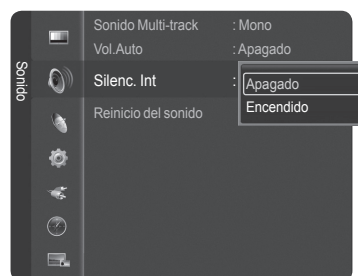 Sonido
Sonido Multi-track : Mono
Vol.Auto : Apagado
Silenc. Int :
Apagado
Encendido
Reinicio del sonido